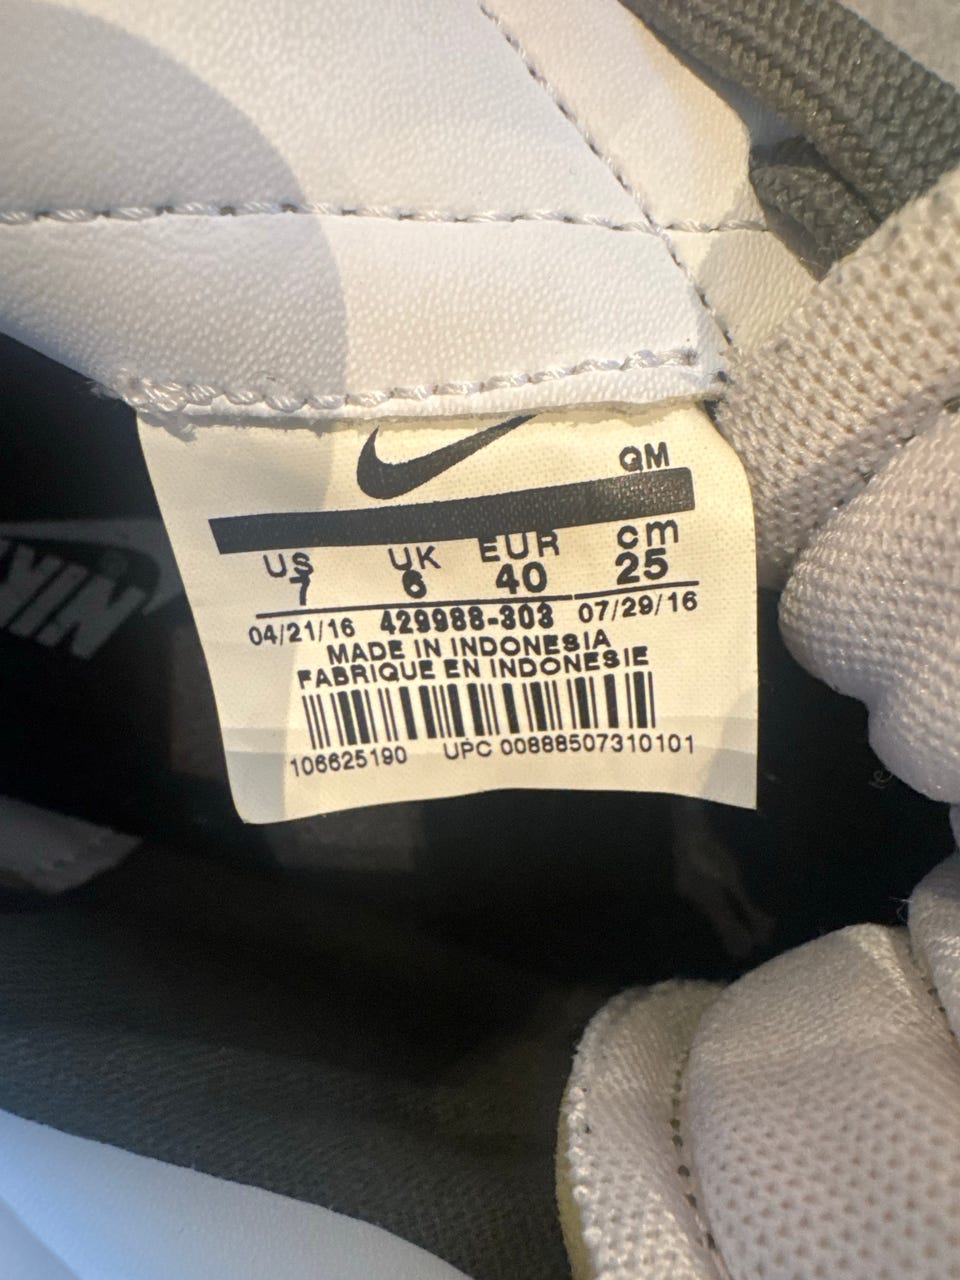 QM
US UK EUR cm
7 6 40 25
04/21/16 429988-303 07/29/16
MADE IN INDONESIA
FABRIQUE EN INDONESIE
106625190 UPC 00888507310101
NIKE